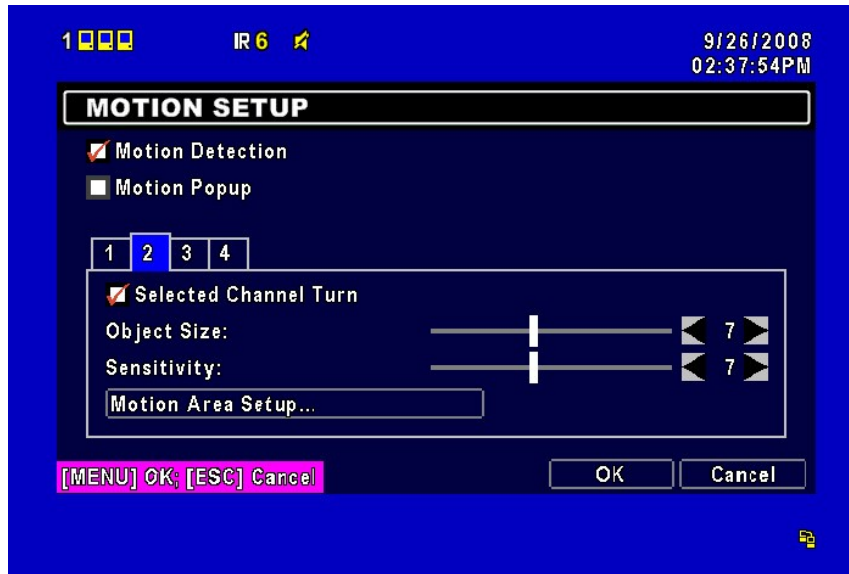 1 IR 6 9/26/2008
02:37:54PM
MOTION SETUP
Motion Detection
Motion Popup
1 2 3 4
Selected Channel Turn
Object Size: 7
Sensitivity: 7
Motion Area Setup...
[MENU] OK; [ESC] Cancel OK Cancel